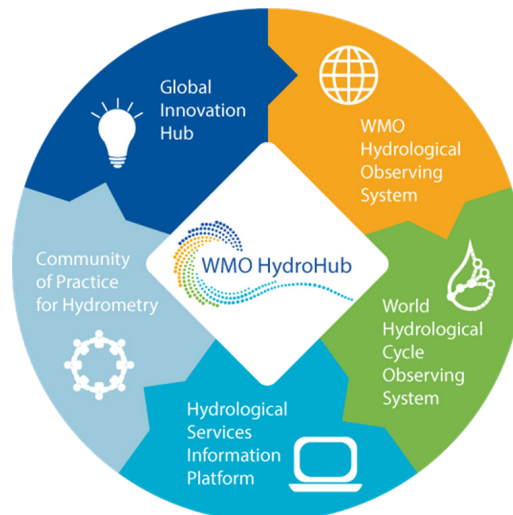 Global
Innovation
Hub
WMO
Hydrological
Observing
System
World
Hydrological
Cycle
Observing
System
Hydrological
Services
Information
Platform
Community
of Practice
for Hydrometry
WMO HydroHub